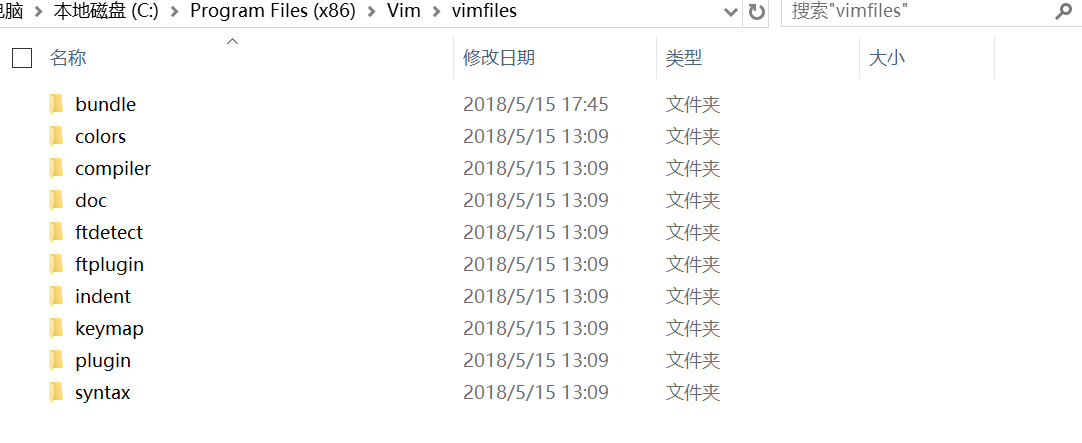 电脑 本地磁盘 (C:) Program Files (x86) Vim vimfiles 搜索"vimfiles"
名称 修改日期 类型 大小
bundle 2018/5/15 17:45 文件夹
colors 2018/5/15 13:09 文件夹
compiler 2018/5/15 13:09 文件夹
doc 2018/5/15 13:09 文件夹
ftdetect 2018/5/15 13:09 文件夹
ftplugin 2018/5/15 13:09 文件夹
indent 2018/5/15 13:09 文件夹
keymap 2018/5/15 13:09 文件夹
plugin 2018/5/15 13:09 文件夹
syntax 2018/5/15 13:09 文件夹